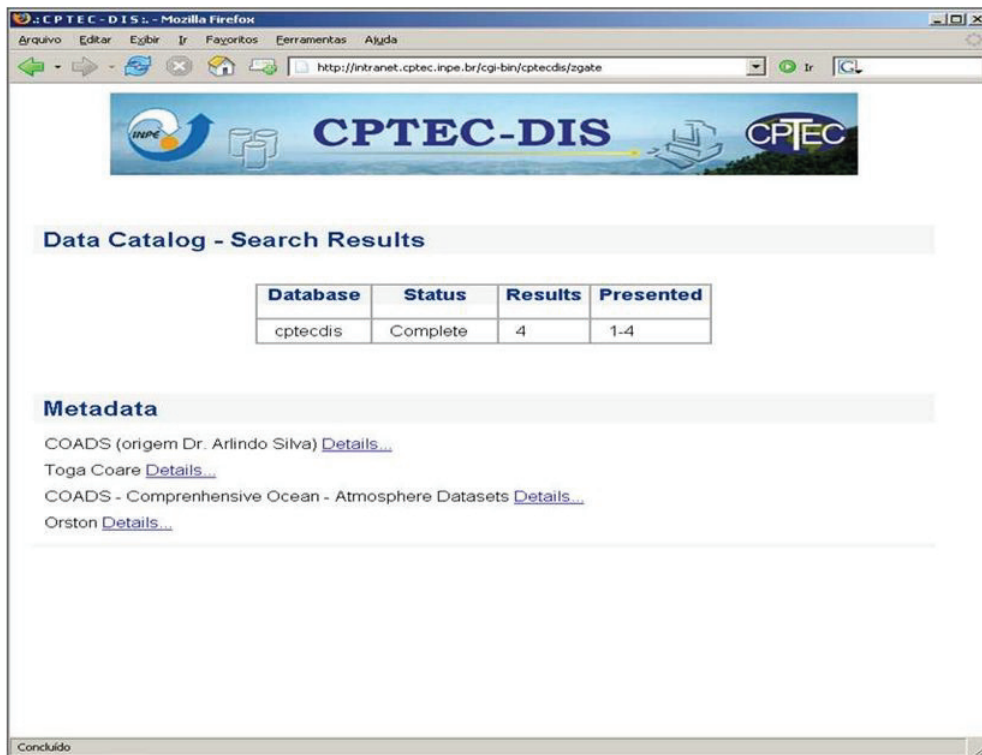 .: C P T E C - D I S :. - Mozilla Firefox
Arquivo Editar Exibir Ir Favoritos Ferramentas Ajuda
http://intranet.cptec.inpe.br/cgi-bin/cptecdis/zgate Ir
INPE CPTEC-DIS CPTEC
Data Catalog - Search Results
Database Status Results Presented
cptecdis Complete 4 1-4
Metadata
COADS (origem Dr. Arlindo Silva) Details...
Toga Coare Details...
COADS - Comprenhensive Ocean - Atmosphere Datasets Details...
Orston Details...
Concluído